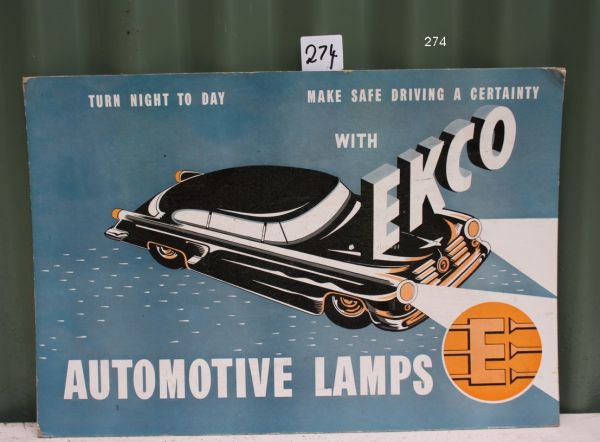 274
274
TURN NIGHT TO DAY
MAKE SAFE DRIVING A CERTAINTY
WITH
EKCO
E
AUTOMOTIVE LAMPS